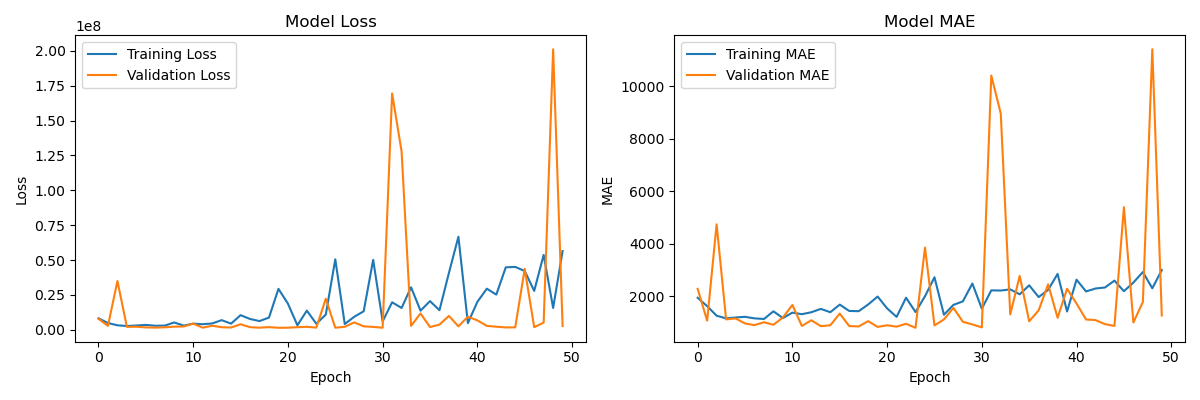 Model Loss
1e8
Training Loss
Validation Loss
2.00
1.75
1.50
1.25
1.00
0.75
0.50
0.25
0.00
Loss
0 10 20 30 40 50
Epoch
Model MAE
Training MAE
Validation MAE
10000
8000
6000
4000
2000
MAE
0 10 20 30 40 50
Epoch